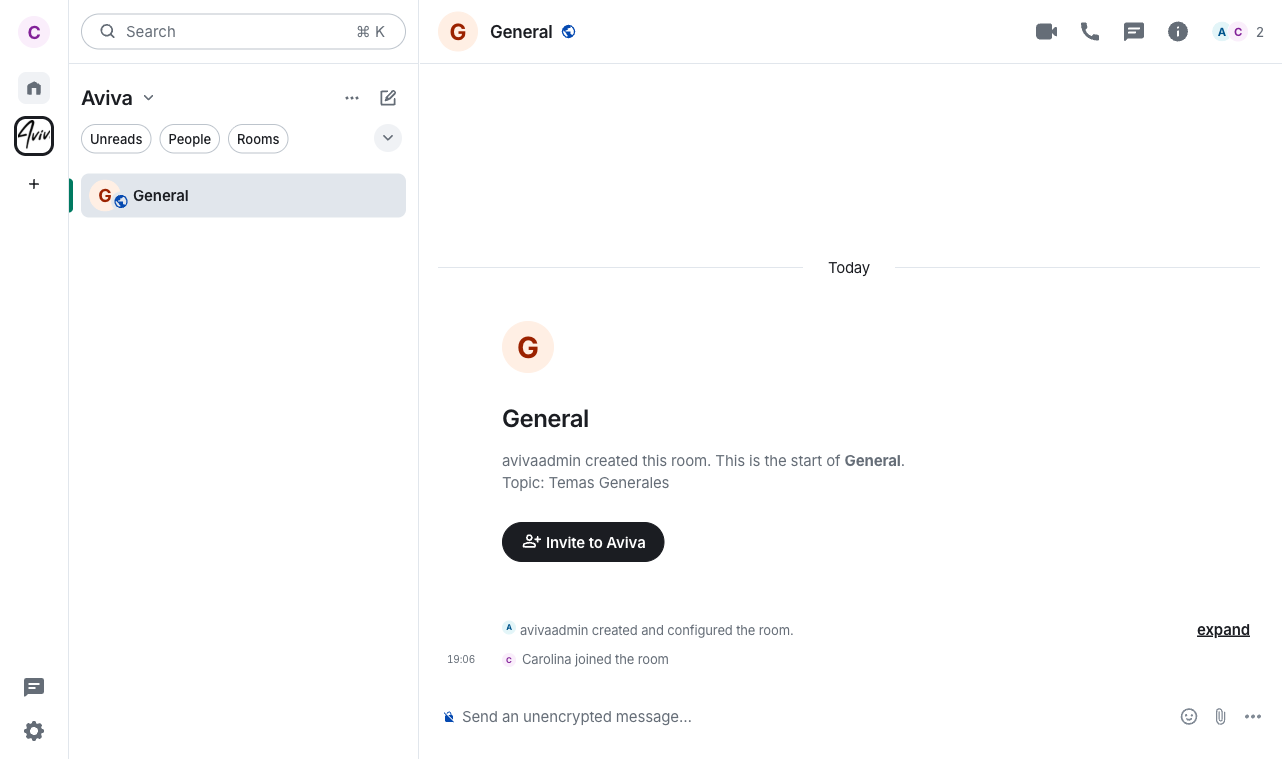 C
Search
⌘ K
G
General
A
C
2
Aviva
Aviv
Unreads
People
Rooms
G
General
Today
G
General
avivaadmin created this room. This is the start of General.
Topic: Temas Generales
Invite to Aviva
A
avivaadmin created and configured the room.
expand
19:06
C
Carolina joined the room
Send an unencrypted message...